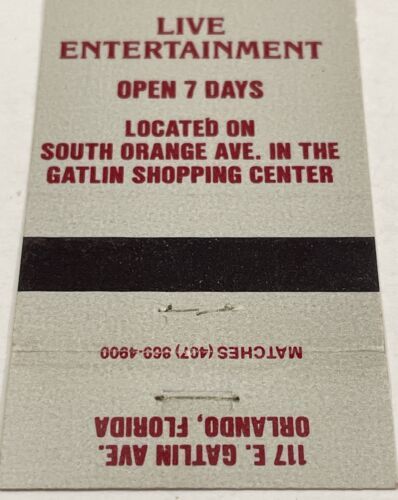 LIVE
ENTERTAINMENT
OPEN 7 DAYS
LOCATED ON
SOUTH ORANGE AVE. IN THE
GATLIN SHOPPING CENTER
MATCHES (407) 869-4900
117 E. GATLIN AVE.
ORLANDO, FLORIDA